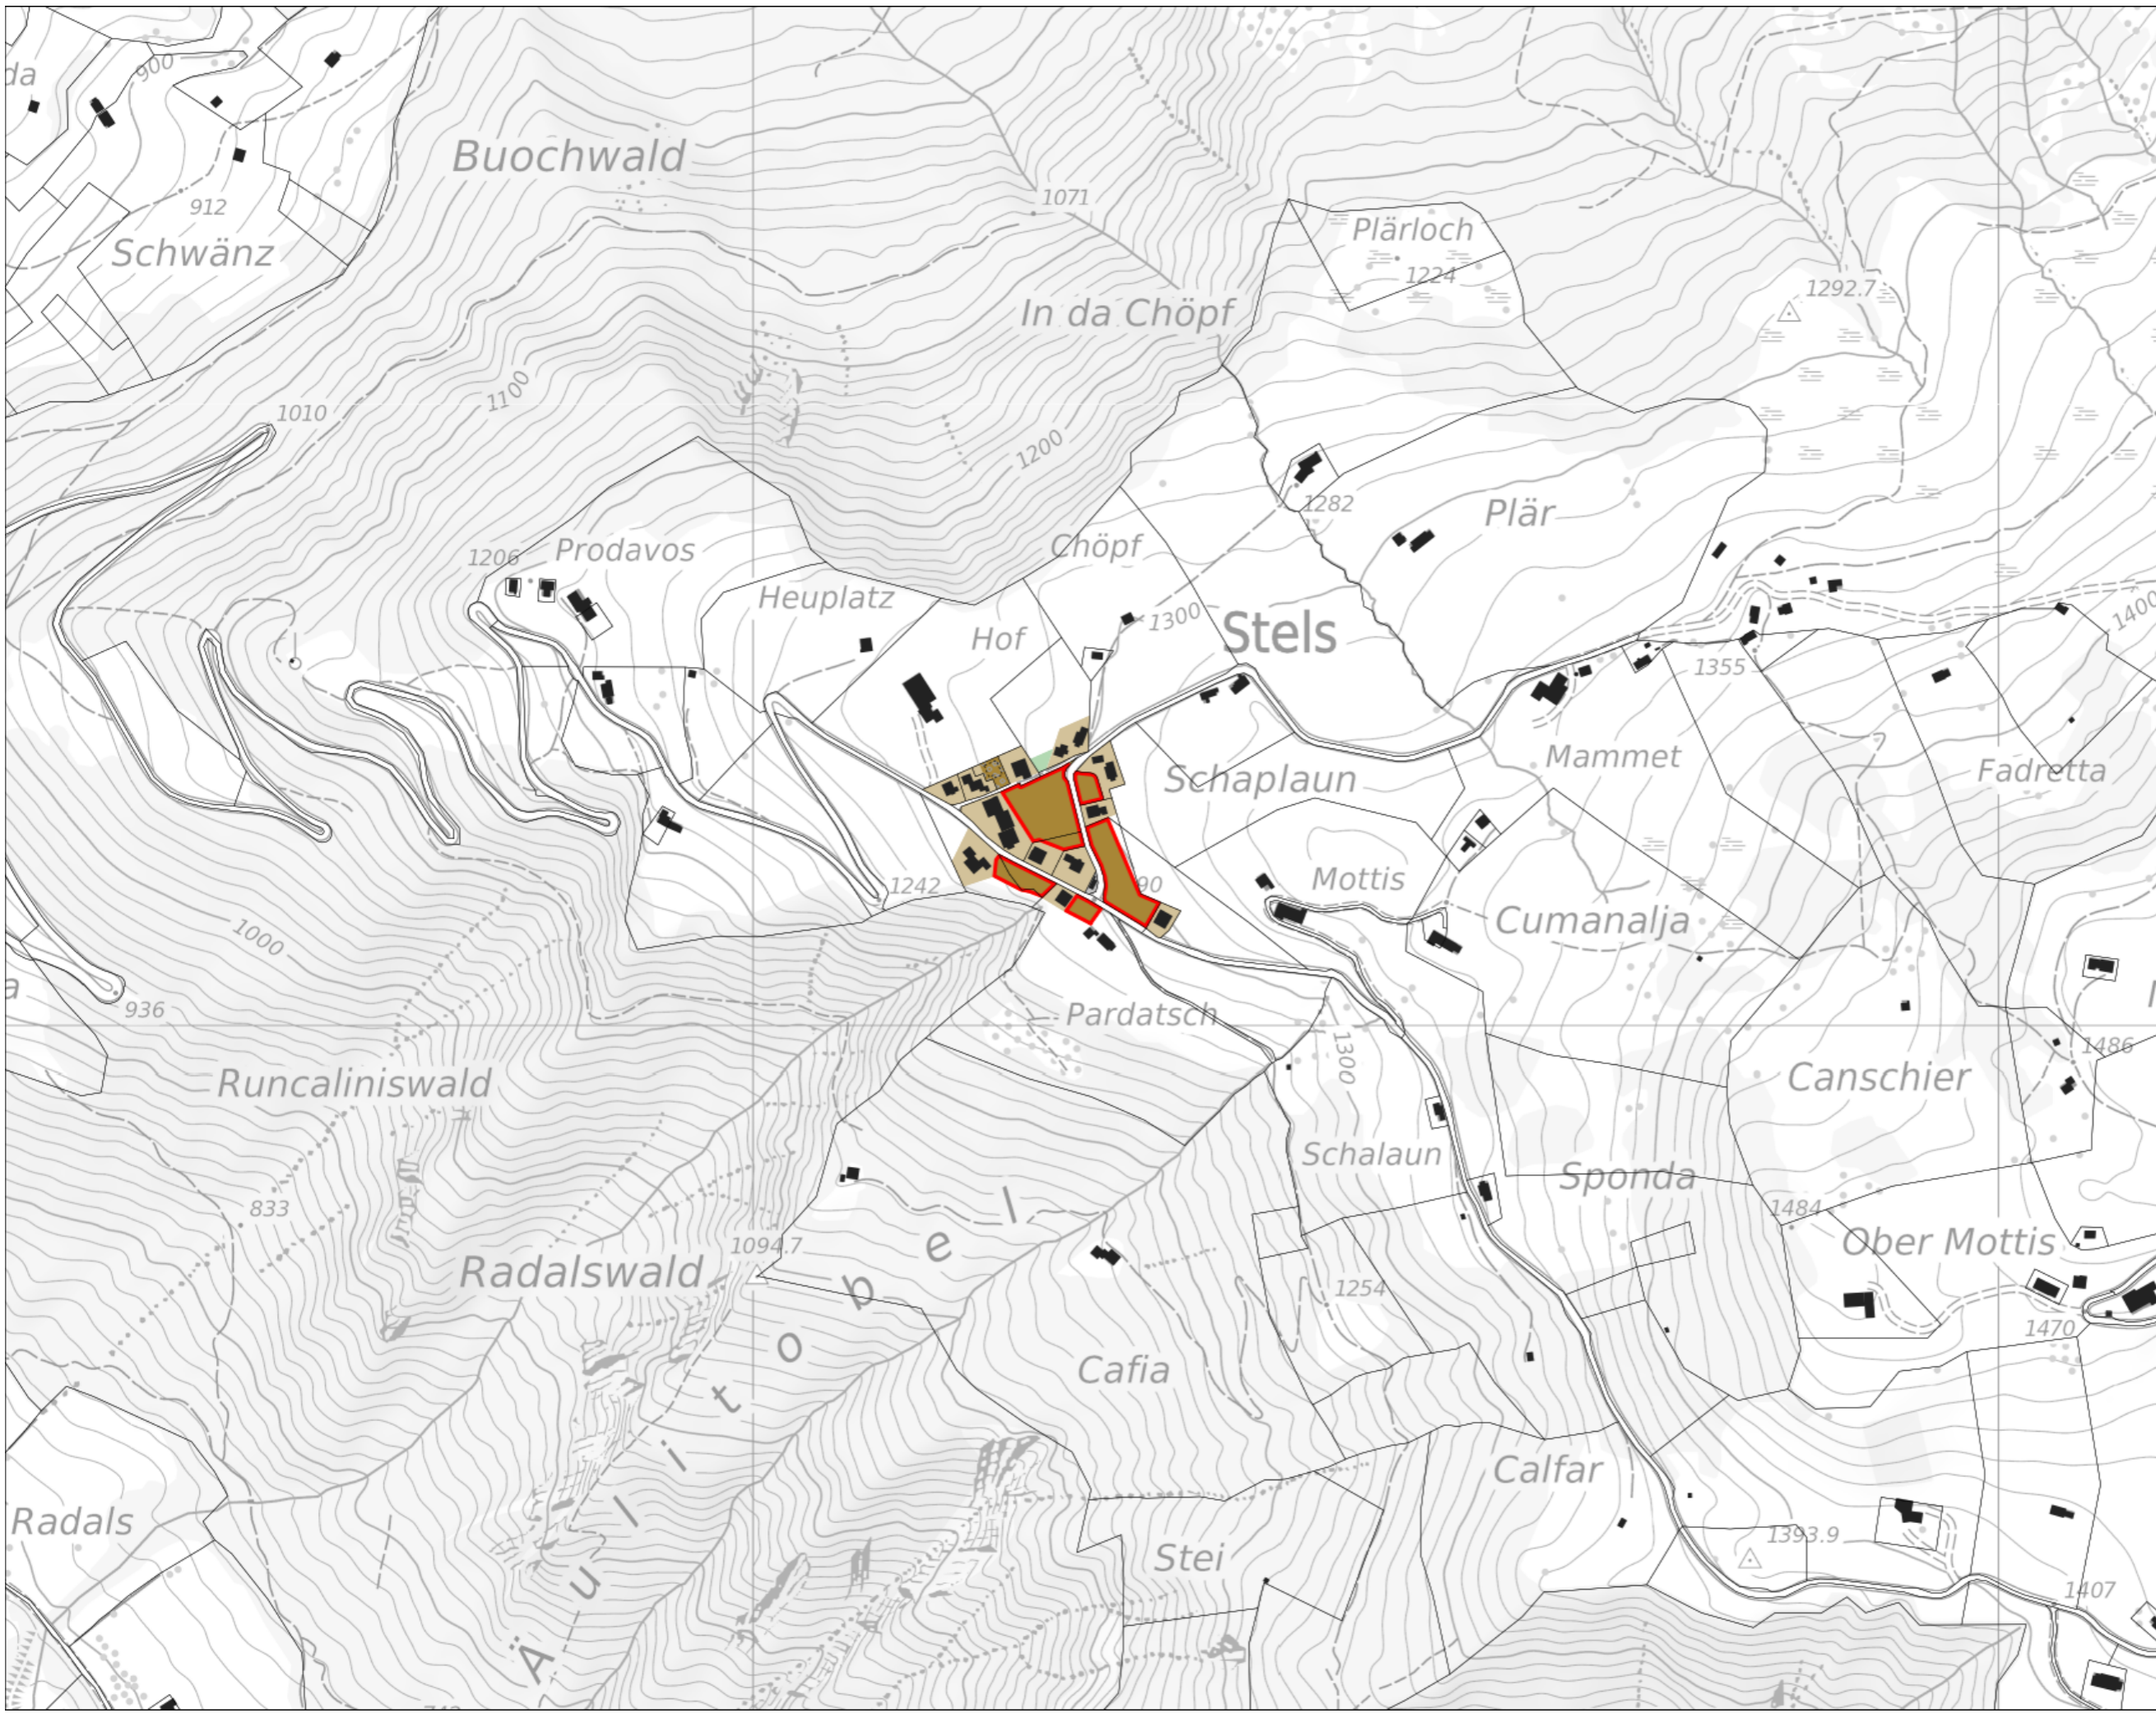 da
900
Buochwald
912
Schwänz
1071
Plärloch
1224
1292.7
In da Chöpf
1100
1010
1200
1282
Plär
1206
Prodavos
Chöpf
Heuplatz
Hof
1300
Stels
1400
1355
Mammet
Fadretta
Schaplaun
1242
90
Mottis
Cumanalja
1000
a
936
Pardatsch
1300
1486
Runcaliniswald
Canschier
Schalaun
Sponda
833
1484
Ober Mottis
1094.7
Radalswald
1254
1470
Cafia
Äulitobel
Calfar
Radals
1393.9
Stei
1407